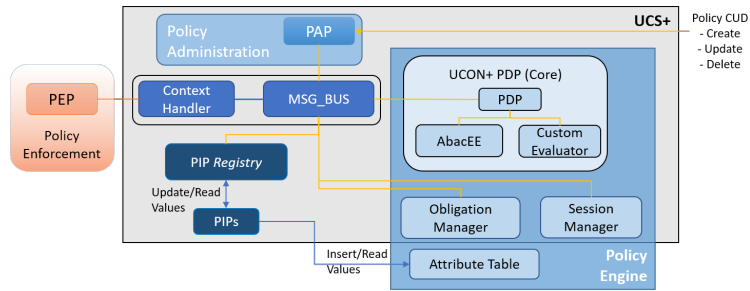 Policy
Administration
PAP
UCS+
Policy CUD
- Create
- Update
- Delete
PEP
Policy
Enforcement
Context
Handler
MSG_BUS
UCON+ PDP (Core)
PDP
AbacEE
Custom
Evaluator
PIP Registry
Update/Read
Values
PIPs
Obligation
Manager
Session
Manager
Insert/Read
Values
Attribute Table
Policy
Engine